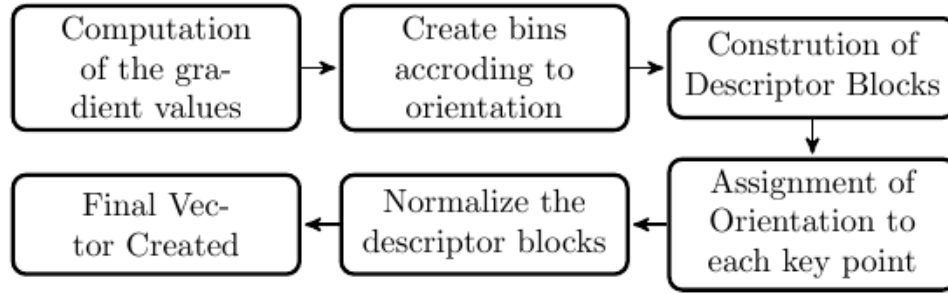 Computation
of the gra-
dient values
Create bins
accroding to
orientation
Constrution of
Descriptor Blocks
Assignment of
Orientation to
each key point
Normalize the
descriptor blocks
Final Vec-
tor Created